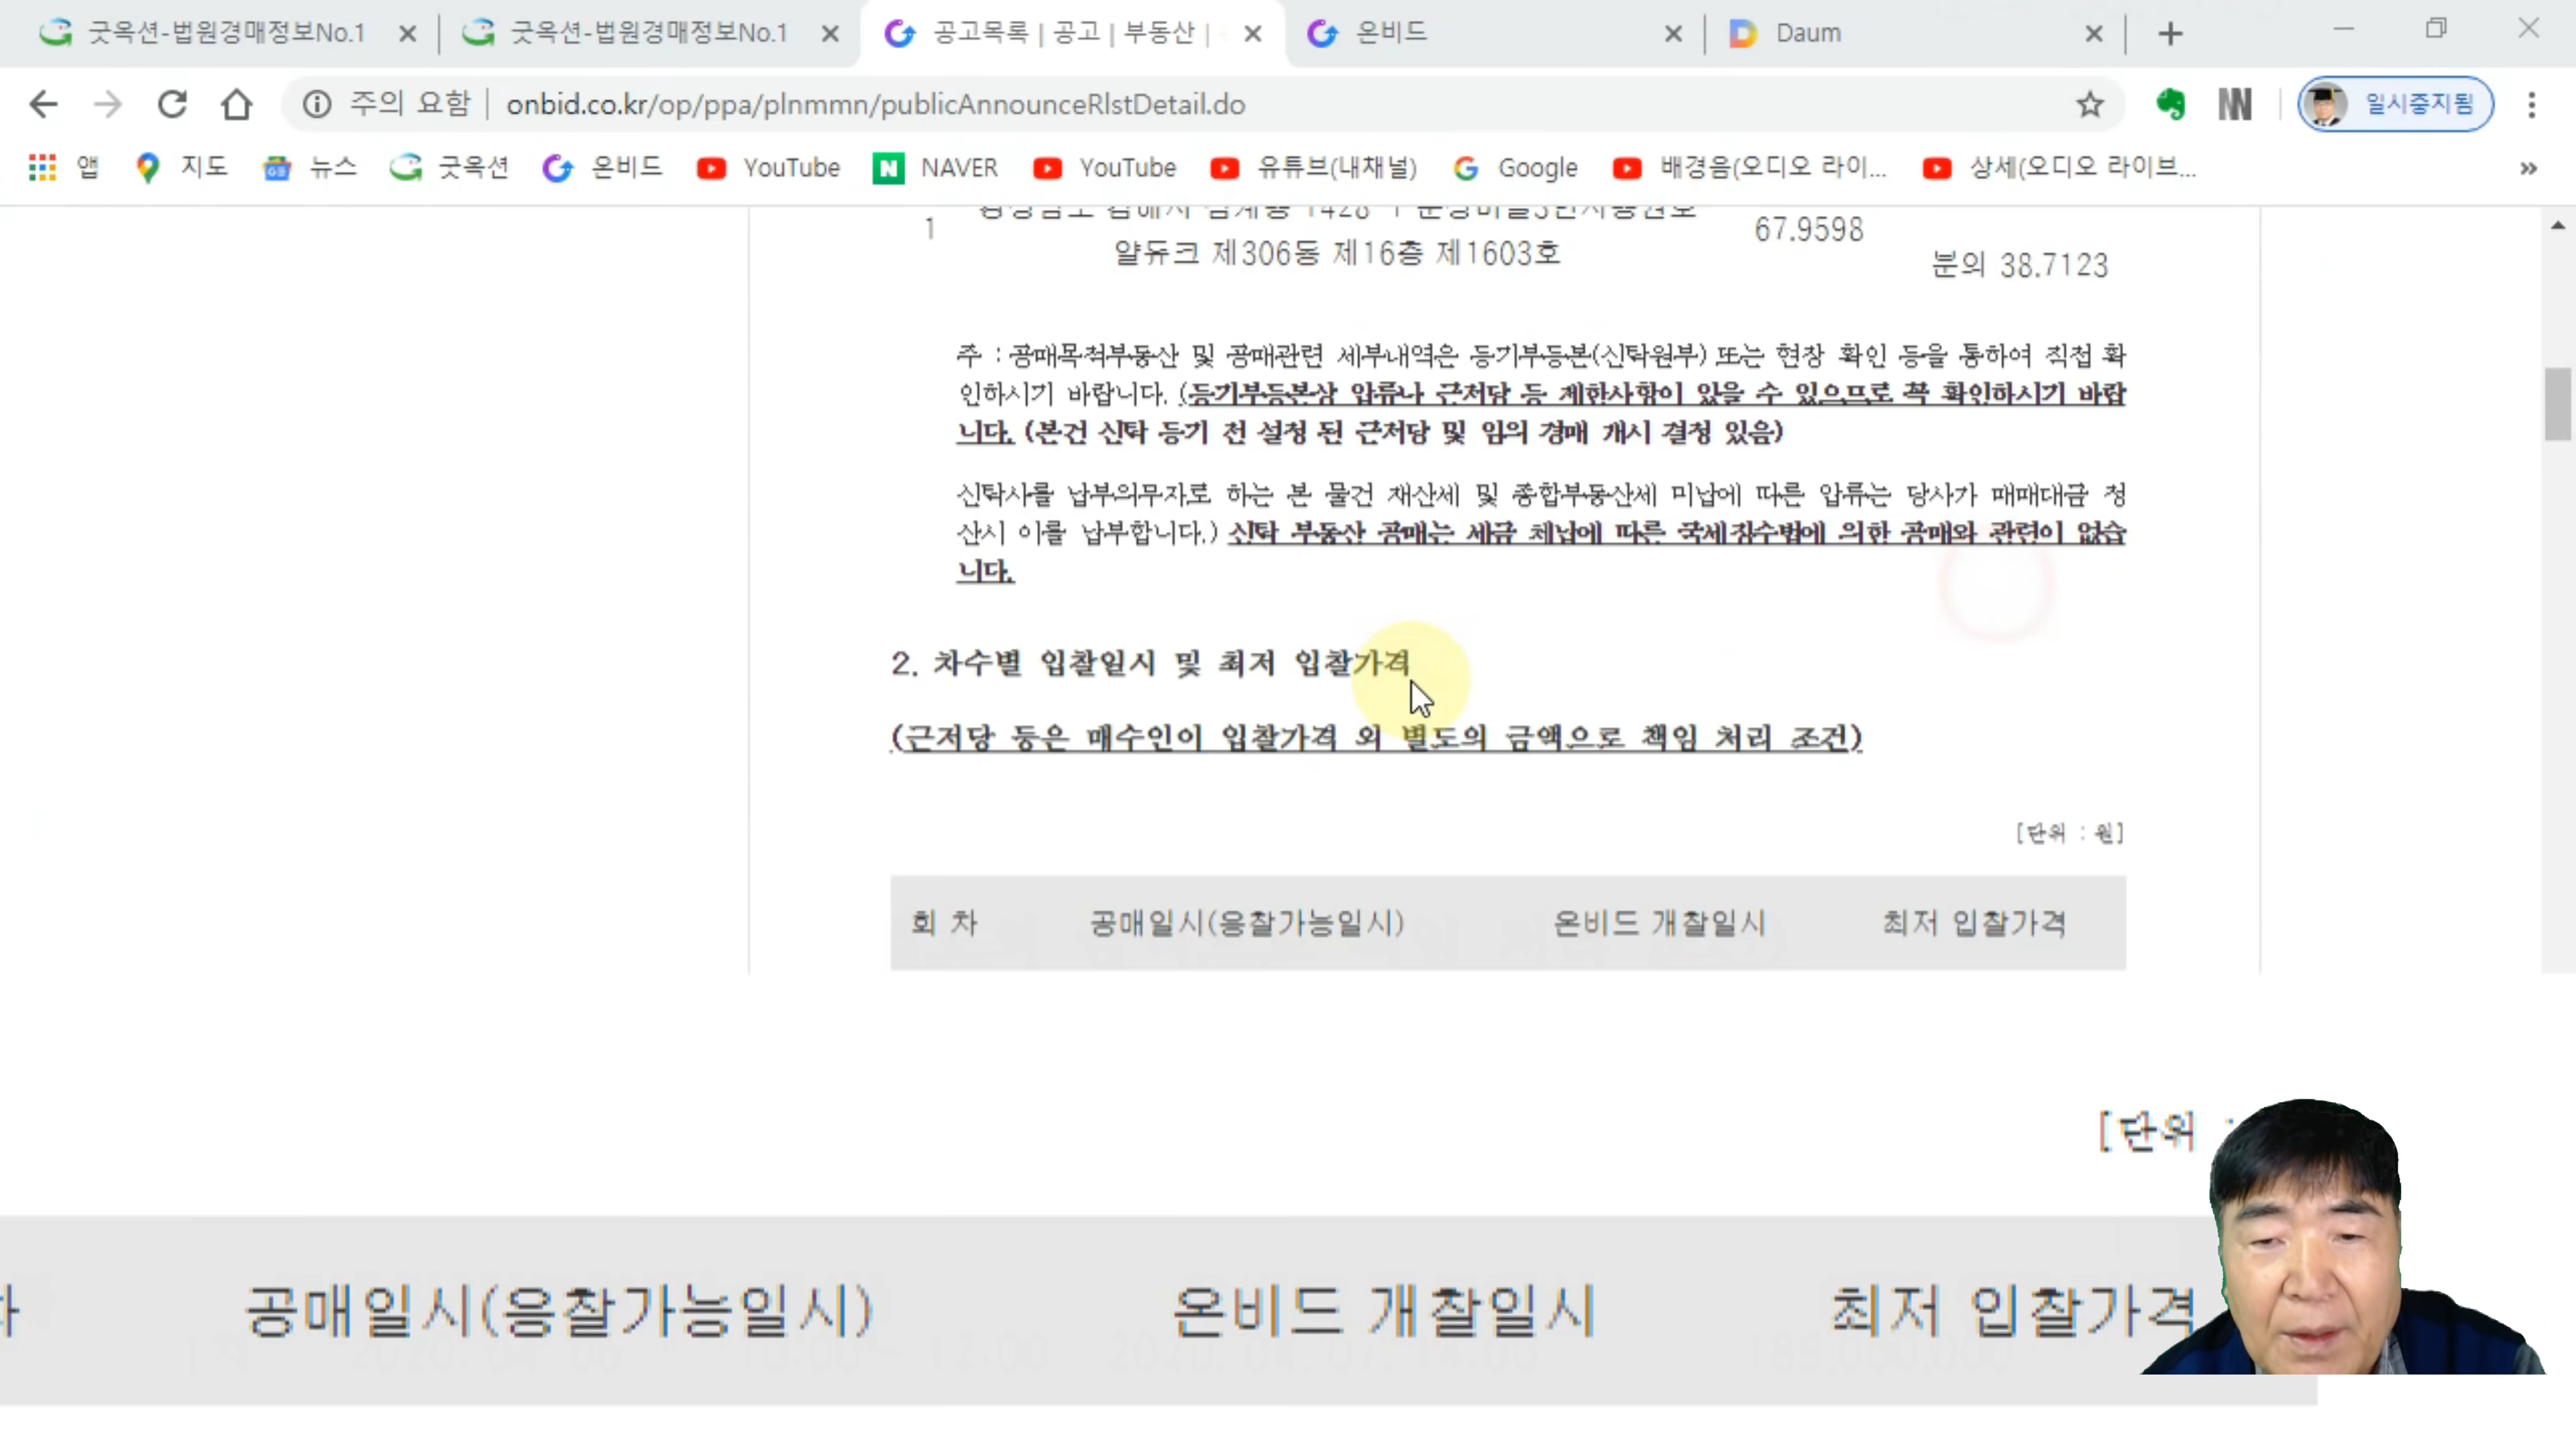 굿옥션-법원경매정보No.1
굿옥션-법원경매정보No.1
공고목록 | 공고 | 부동산 |
온비드
Daum
주의 요함
onbid.co.kr/op/ppa/plnmmn/publicAnnounceRlstDetail.do
일시중지됨
앱 지도 뉴스 굿옥션 온비드 YouTube NAVER YouTube 유튜브(내채널) Google 배경음(오디오 라이... 상세(오디오 라이브...
1
67.9598
얄듀크 제306동 제16층 제1603호
분의 38.7123
주 : 공매목적부동산 및 공매관련 세부내역은 등기부등본(신탁원부) 또는 현장 확인 등을 통하여 직접 확
인하시기 바랍니다. (등기부등본상 압류나 근저당 등 제한사항이 있을 수 있으므로 꼭 확인하시기 바랍
니다. (본건 신탁 등기 전 설정 된 근저당 및 임의 경매 개시 결정 있음)
신탁사를 납부의무자로 하는 본 물건 재산세 및 종합부동산세 미납에 따른 압류는 당사가 매매대금 정
산시 이를 납부합니다.) 신탁 부동산 공매는 세금 체납에 따른 국세징수법에 의한 공매와 관련이 없습
니다.
2. 차수별 입찰일시 및 최저 입찰가격
(근저당 등은 매수인이 입찰가격 외 별도의 금액으로 책임 처리 조건)
[단위 : 원]
회 차 공매일시(응찰가능일시) 온비드 개찰일시 최저 입찰가격
[단위 :
공매일시(응찰가능일시) 온비드 개찰일시 최저 입찰가격